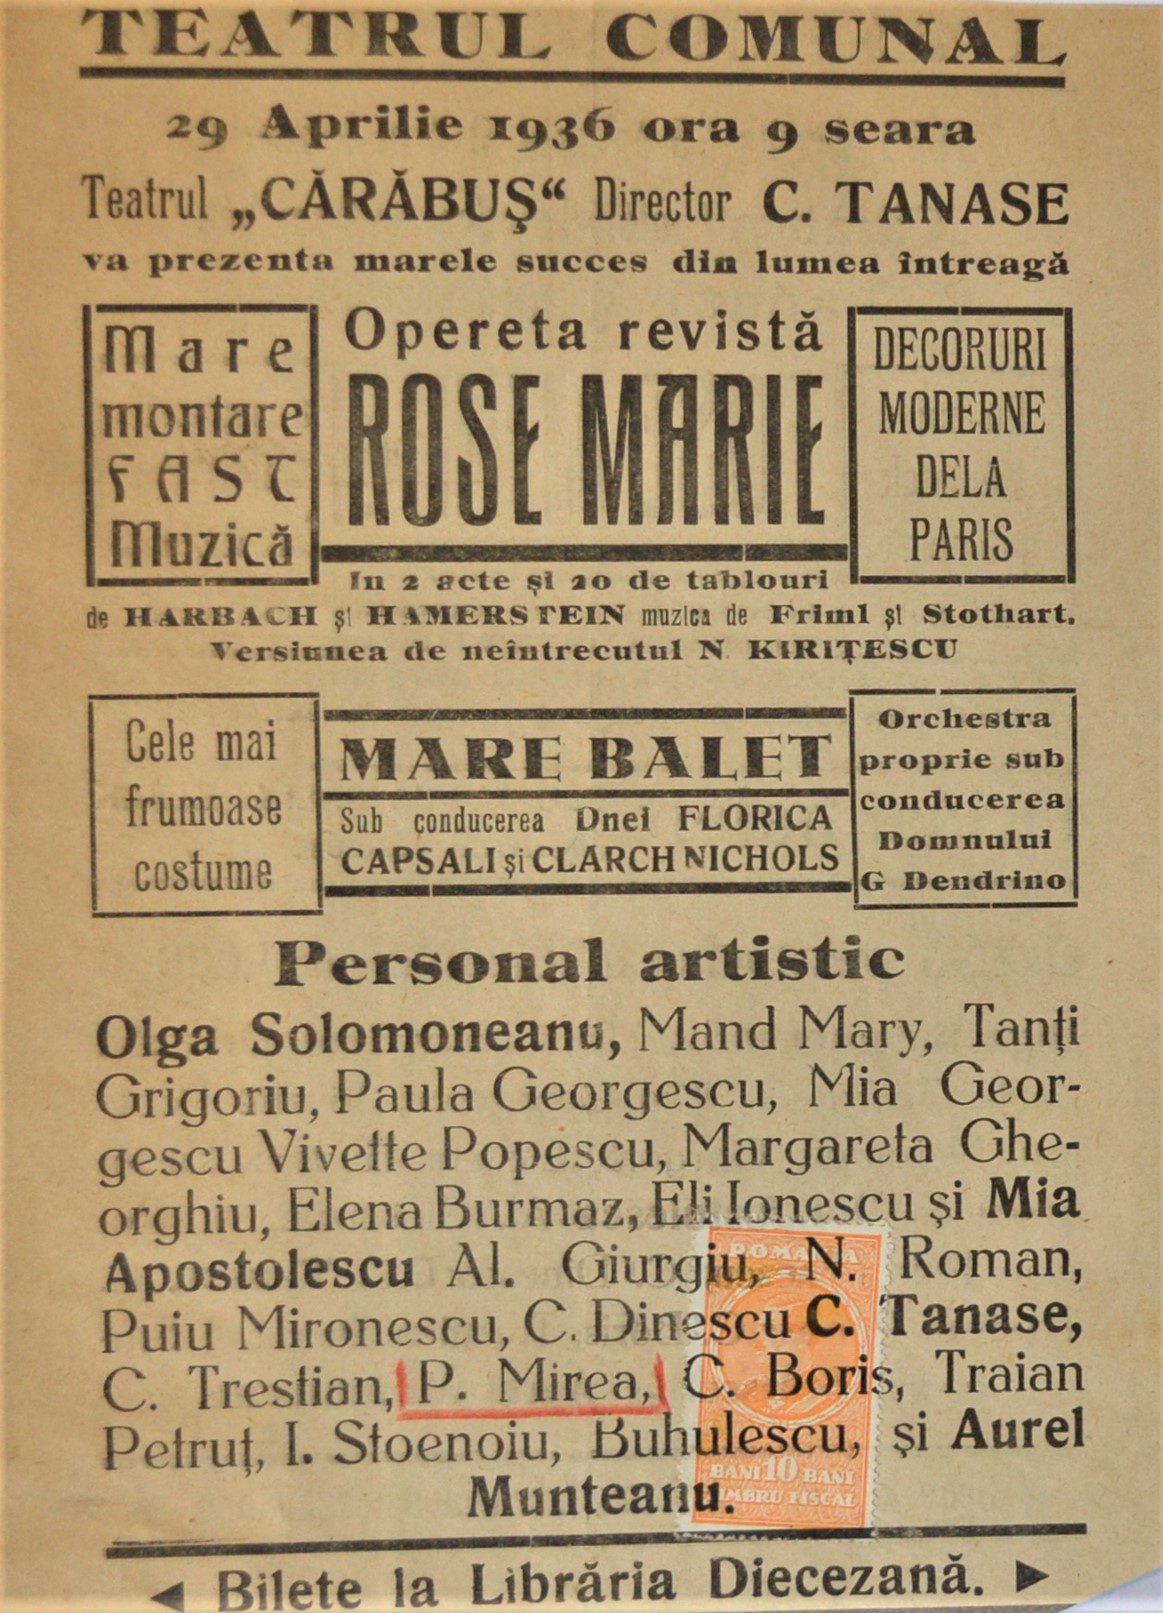 TEATRUL COMUNAL
29 Aprilie 1936 ora 9 seara
Teatrul „CĂRĂBUŞ“ Director C. TANASE
va prezenta marele succes din lumea întreagă
Mare
montare
FAST
Muzică
Opereta revistă
ROSE MARIE
DECORURI
MODERNE
DELA
PARIS
In 2 acte şi 20 de tablouri
de HARBACH şi HAMERSTEIN muzica de Friml şi Stothart.
Versiunea de neîntrecutul N KIRIŢESCU
Cele mai
frumoase
costume
MARE BALET
Sub conducerea Dnei FLORICA
CAPSALI şi CLARCH NICHOLS
Orchestra
proprie sub
conducerea
Domnului
G Dendrino
Personal artistic
Olga Solomoneanu, Mand Mary, Tanţi
Grigoriu, Paula Georgescu, Mia Geor-
gescu Vivette Popescu, Margareta Ghe-
orghiu, Elena Burmaz, Eli Ionescu şi Mia
Apostolescu Al. Giurgiu, N. Roman,
Puiu Mironescu, C. Dinescu C. Tanase,
C. Trestian, P. Mirea, C. Boris, Traian
Petruţ, I. Stoenoiu, Buhulescu, şi Aurel
Munteanu.
ROMANIA
BANI 10 BANI
TIMBRU FISCAL
◄ Bilete la Librăria Diecezană. ►